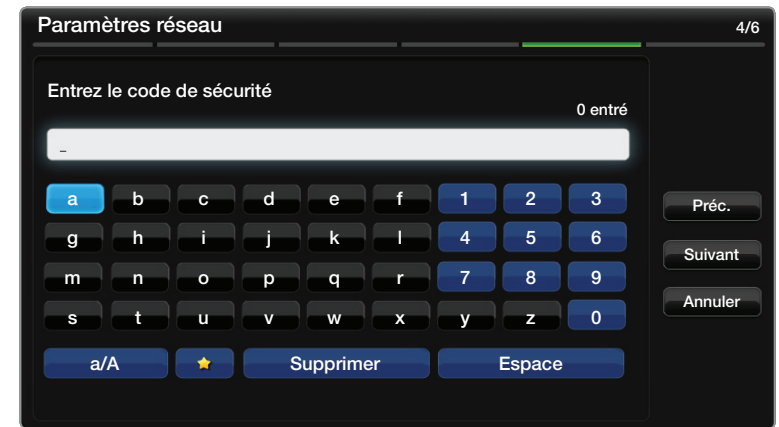 Paramètres réseau 4/6
Entrez le code de sécurité
0 entré
_
a b c d e f 1 2 3
Préc.
g h i j k l 4 5 6
Suivant
m n o p q r 7 8 9
Annuler
s t u v w x y z 0
a/A Supprimer Espace